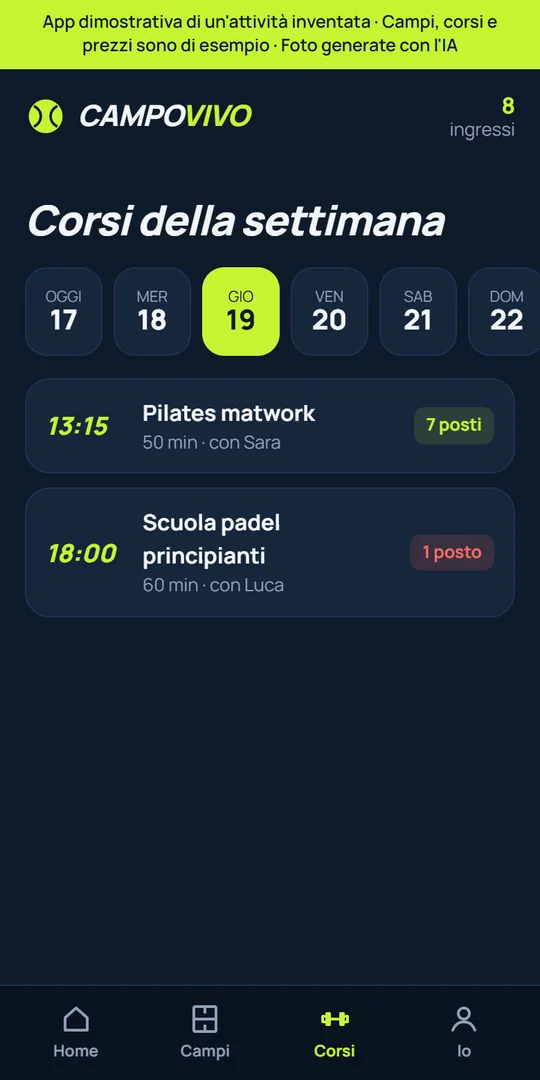 App dimostrativa di un'attività inventata · Campi, corsi e
prezzi sono di esempio · Foto generate con l'IA
CAMPOVIVO
8
ingressi
Corsi della settimana
OGGI
17
MER
18
GIO
19
VEN
20
SAB
21
DOM
22
13:15
Pilates matwork
50 min · con Sara
7 posti
18:00
Scuola padel
principianti
60 min · con Luca
1 posto
Home
Campi
Corsi
Io